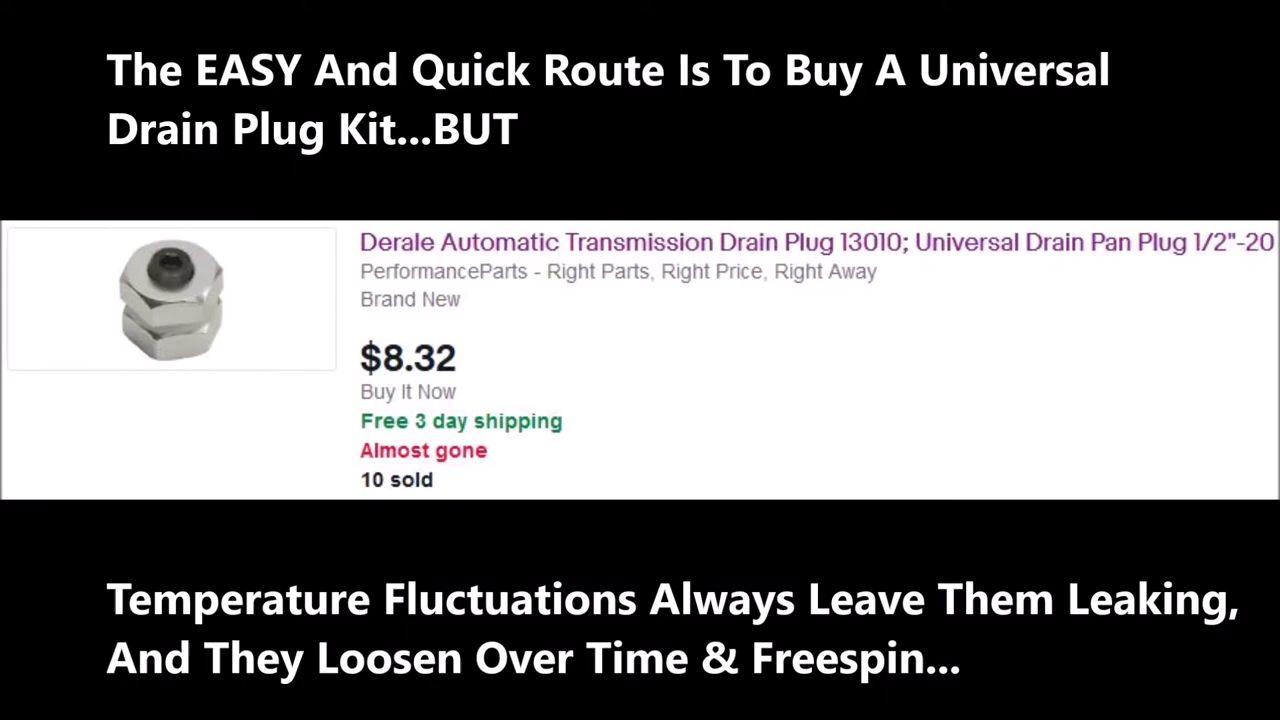 The EASY And Quick Route Is To Buy A Universal
Drain Plug Kit...BUT
Derale Automatic Transmission Drain Plug 13010; Universal Drain Pan Plug 1/2"-20
PerformanceParts - Right Parts, Right Price, Right Away
Brand New
$8.32
Buy It Now
Free 3 day shipping
Almost gone
10 sold
Temperature Fluctuations Always Leave Them Leaking,
And They Loosen Over Time & Freespin...